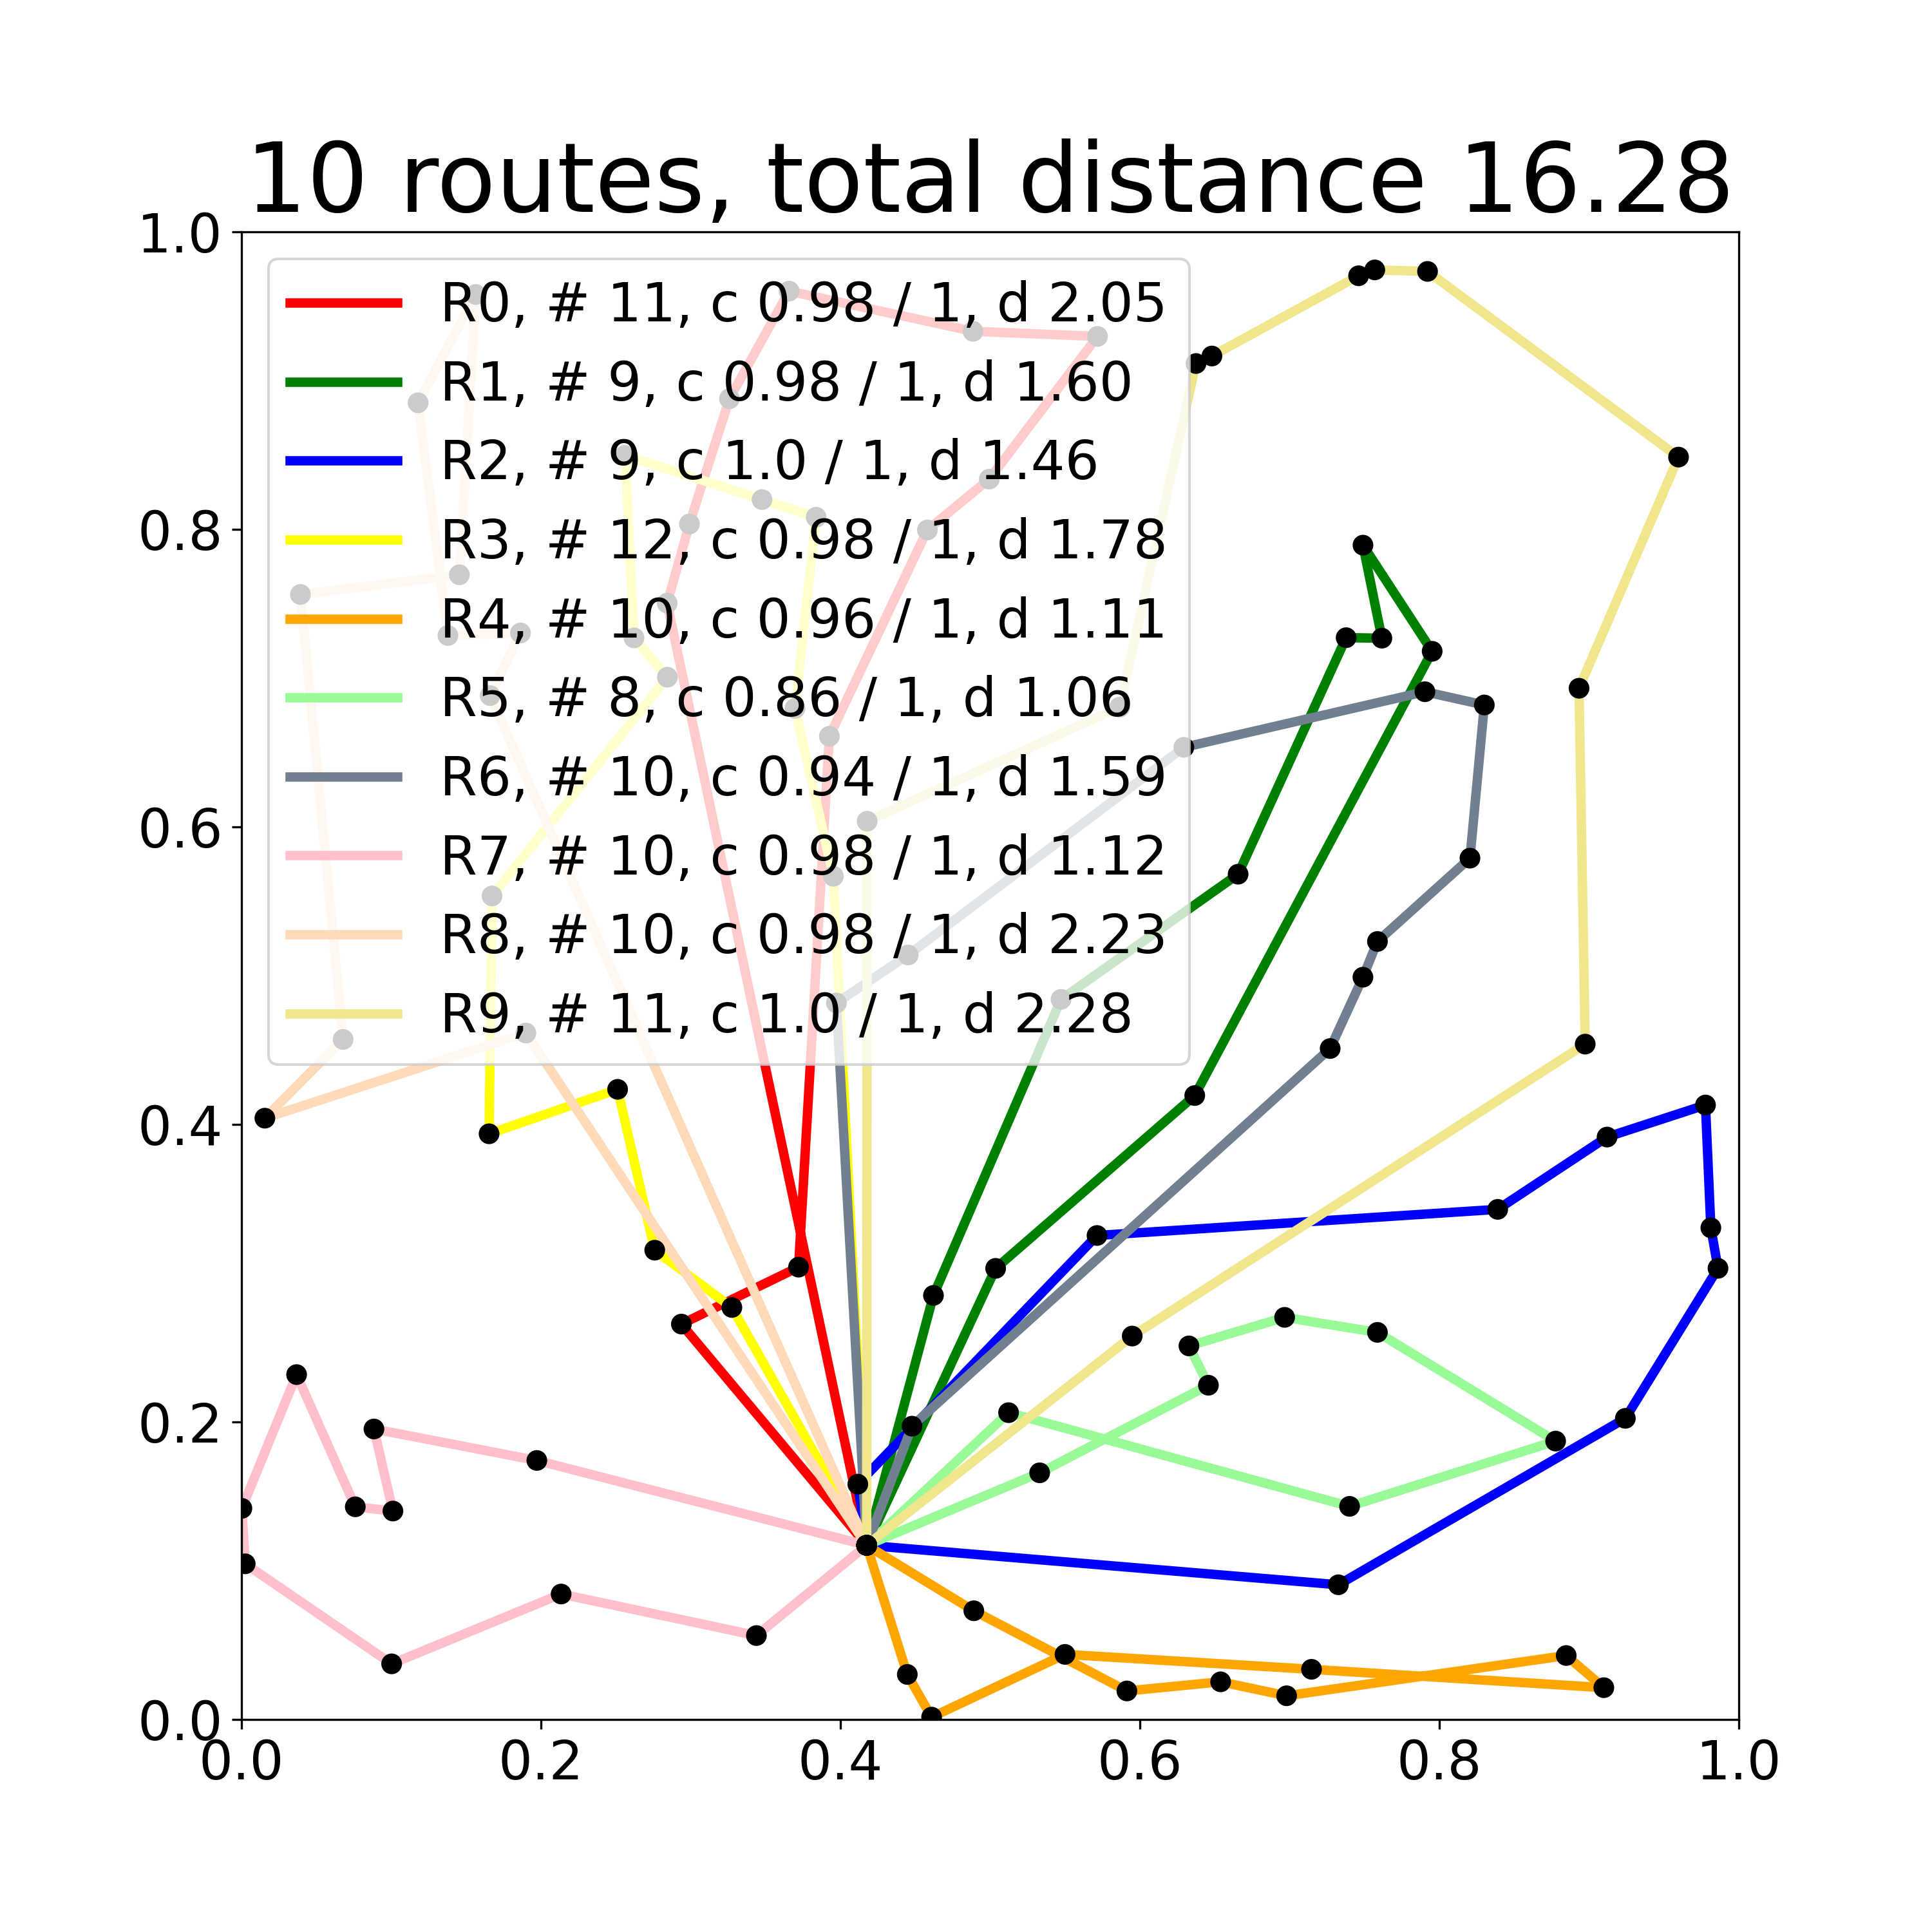 10 routes, total distance 16.28
1.0
0.8
0.6
0.4
0.2
0.0
R0, # 11, c 0.98 / 1, d 2.05
R1, # 9, c 0.98 / 1, d 1.60
R2, # 9, c 1.0 / 1, d 1.46
R3, # 12, c 0.98 / 1, d 1.78
R4, # 10, c 0.96 / 1, d 1.11
R5, # 8, c 0.86 / 1, d 1.06
R6, # 10, c 0.94 / 1, d 1.59
R7, # 10, c 0.98 / 1, d 1.12
R8, # 10, c 0.98 / 1, d 2.23
R9, # 11, c 1.0 / 1, d 2.28
0.0 0.2 0.4 0.6 0.8 1.0